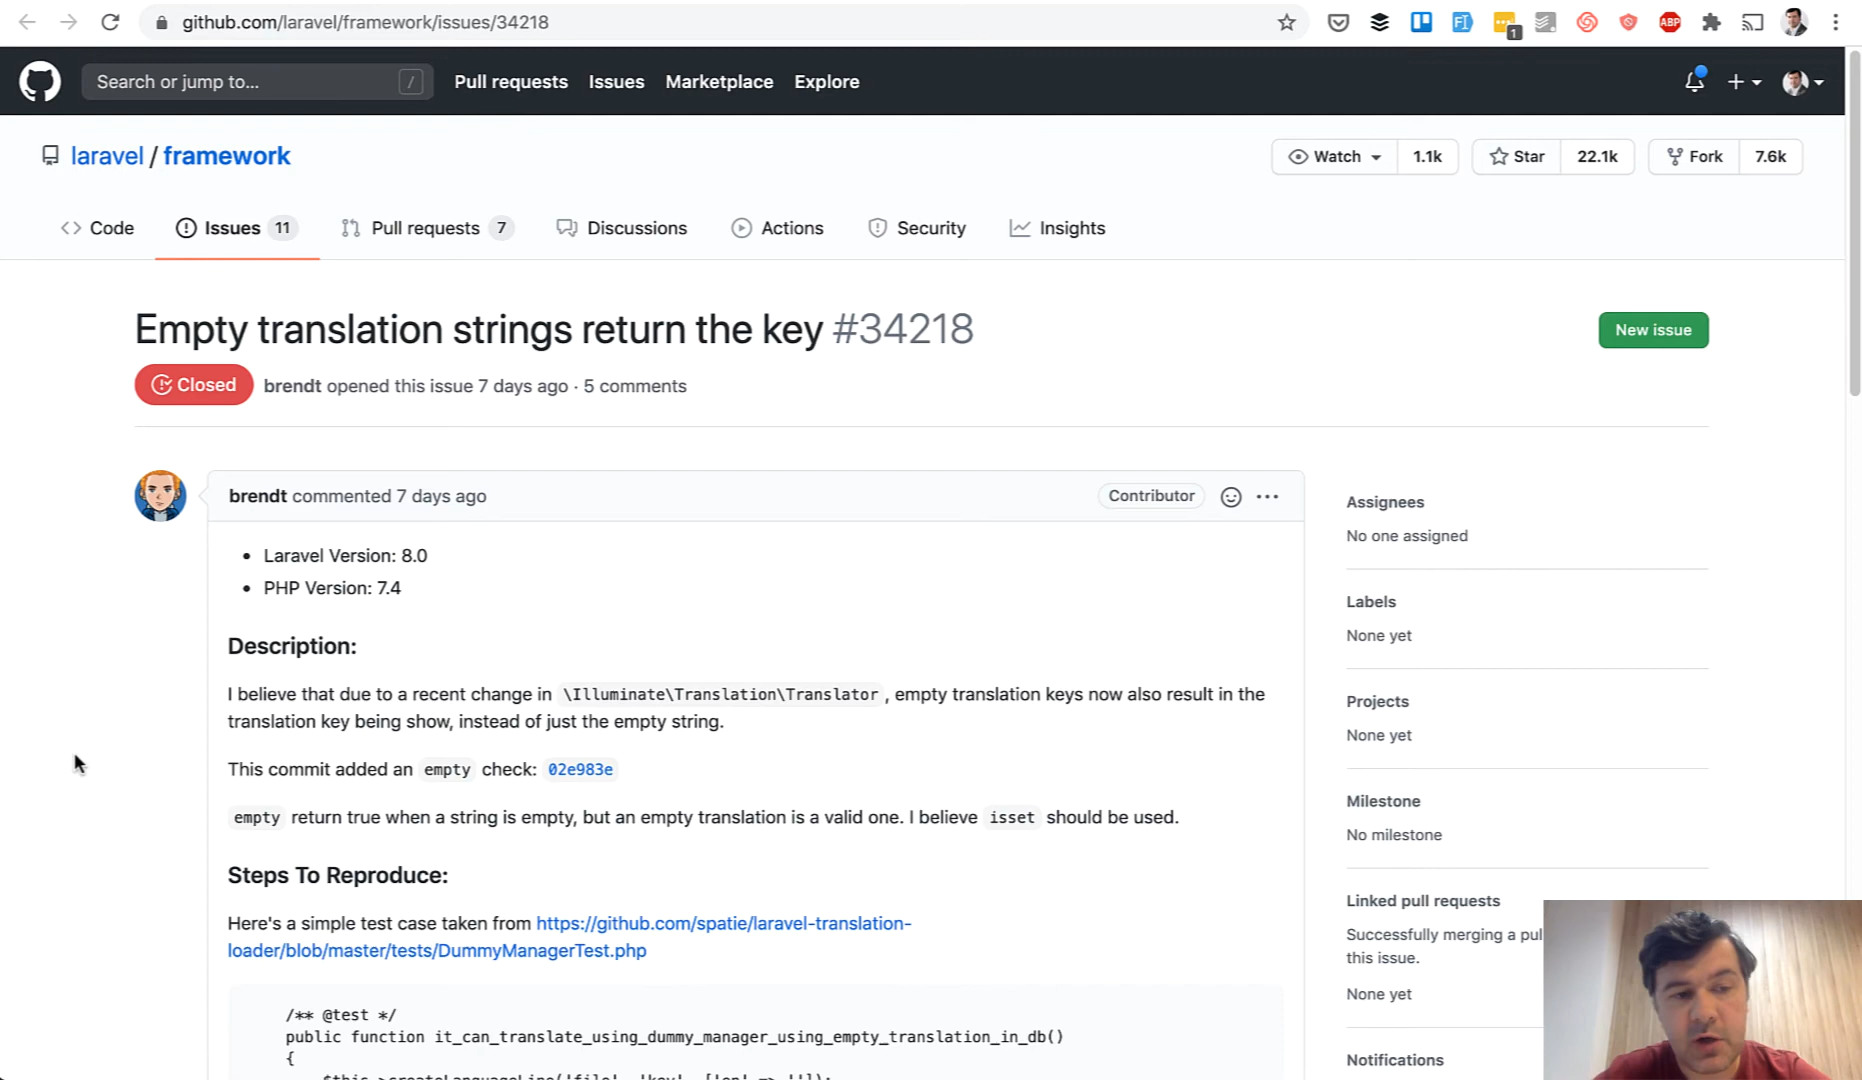 github.com/laravel/framework/issues/34218
1
ABP
Search or jump to...
/
Pull requests
Issues
Marketplace
Explore
laravel / framework
Watch
1.1k
Star
22.1k
Fork
7.6k
Code
Issues 11
Pull requests 7
Discussions
Actions
Security
Insights
Empty translation strings return the key #34218
New issue
Closed
brendt opened this issue 7 days ago · 5 comments
brendt commented 7 days ago
Contributor
• Laravel Version: 8.0
• PHP Version: 7.4
Description:
I believe that due to a recent change in \Illuminate\Translation\Translator , empty translation keys now also result in the
translation key being show, instead of just the empty string.
This commit added an empty check: 02e983e
empty return true when a string is empty, but an empty translation is a valid one. I believe isset should be used.
Steps To Reproduce:
Here's a simple test case taken from https://github.com/spatie/laravel-translation-
loader/blob/master/tests/DummyManagerTest.php
/** @test */
public function it_can_translate_using_dummy_manager_using_empty_translation_in_db()
{
$this->createLanguageLine('file', 'key', ['en' => '']);
Assignees
No one assigned
Labels
None yet
Projects
None yet
Milestone
No milestone
Linked pull requests
Successfully merging a pul
this issue.
None yet
Notifications